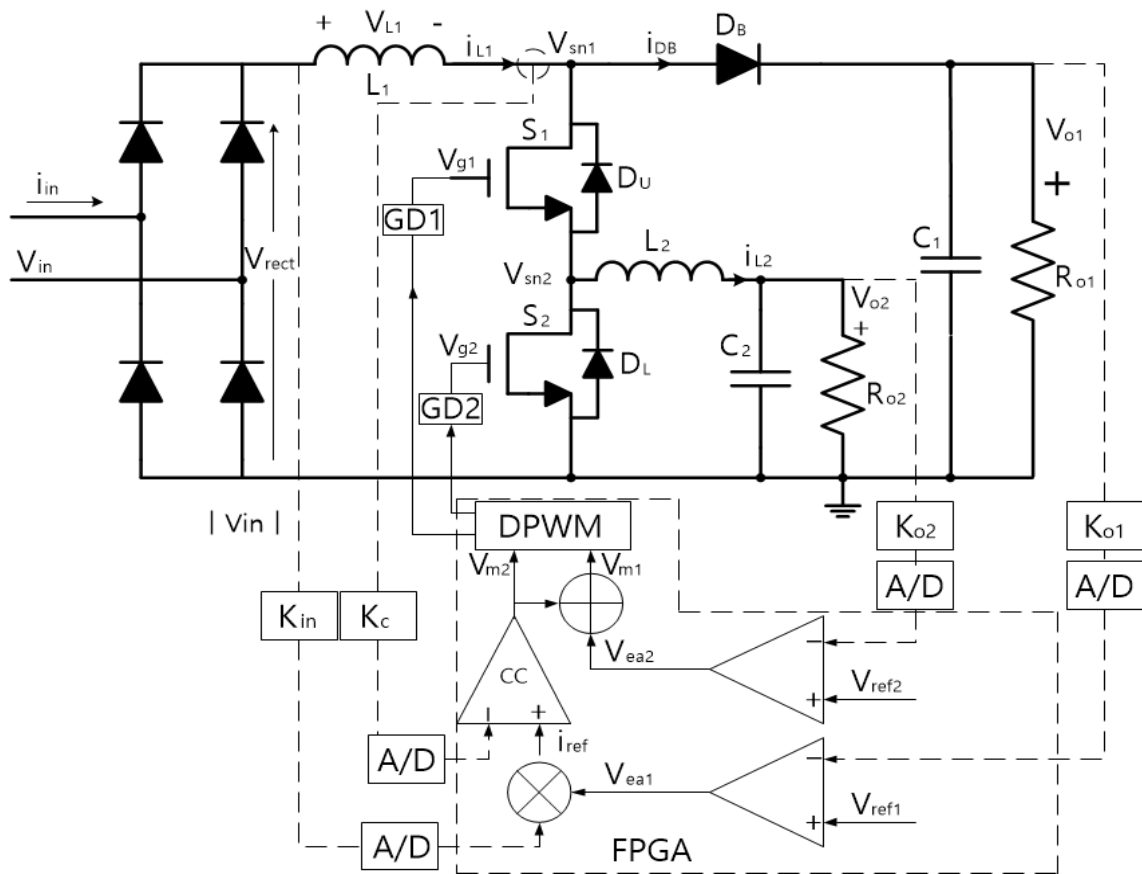 + VL1 - iL1 Vsn1 iDB DB
L1
S1 Vo1
Vg1 DU +
iin GD1
L2 iL2 C1
Vin Vrect Vsn2 Ro1
Vo2
S2 +
Vg2 DL C2
GD2 Ro2
| Vin | DPWM Ko2 Ko1
Vm2 Vm1
A/D A/D
Kin Kc
Vea2 -
CC + Vref2
- +
A/D iref
Vea1 -
+ Vref1
A/D FPGA